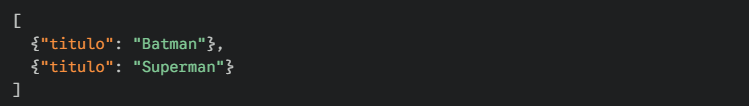 [
  {"titulo": "Batman"},
  {"titulo": "Superman"}
]